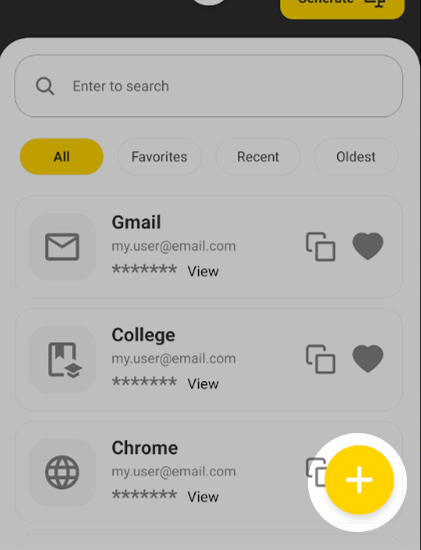 Generate
Enter to search
All Favorites Recent Oldest
Gmail
my.user@email.com
******* View
College
my.user@email.com
******* View
Chrome
my.user@email.com
******* View